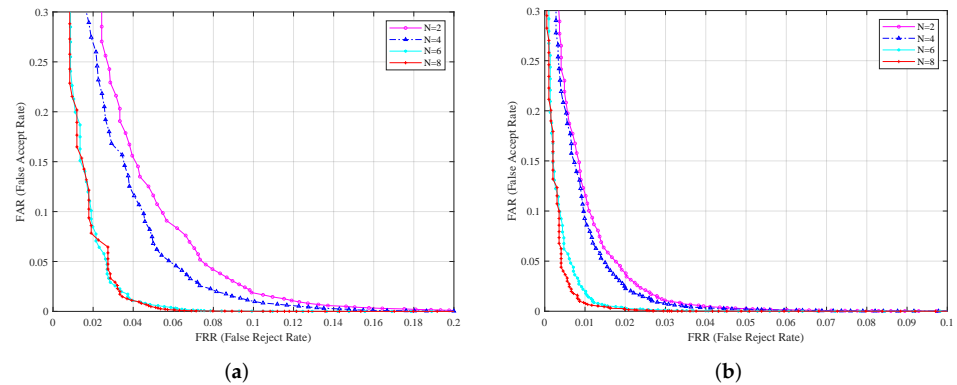 0.3
0.25
0.2
0.15
0.1
0.05
0
FAR (False Accept Rate)
0
0.02
0.04
0.06
0.08
0.1
0.12
0.14
0.16
0.18
0.2
FRR (False Reject Rate)
N=2
N=4
N=6
N=8
(a)
0.3
0.25
0.2
0.15
0.1
0.05
0
FAR (False Accept Rate)
0
0.01
0.02
0.03
0.04
0.05
0.06
0.07
0.08
0.09
0.1
FRR (False Reject Rate)
N=2
N=4
N=6
N=8
(b)